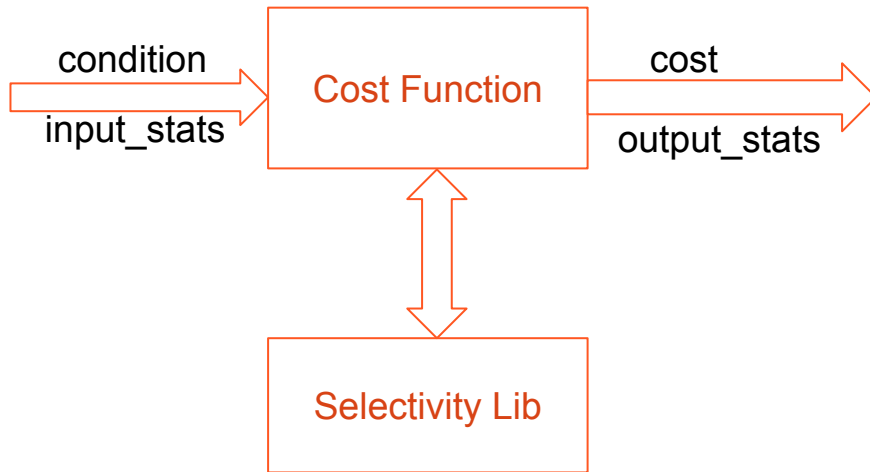 condition
input_stats
Cost Function
cost
output_stats
Selectivity Lib